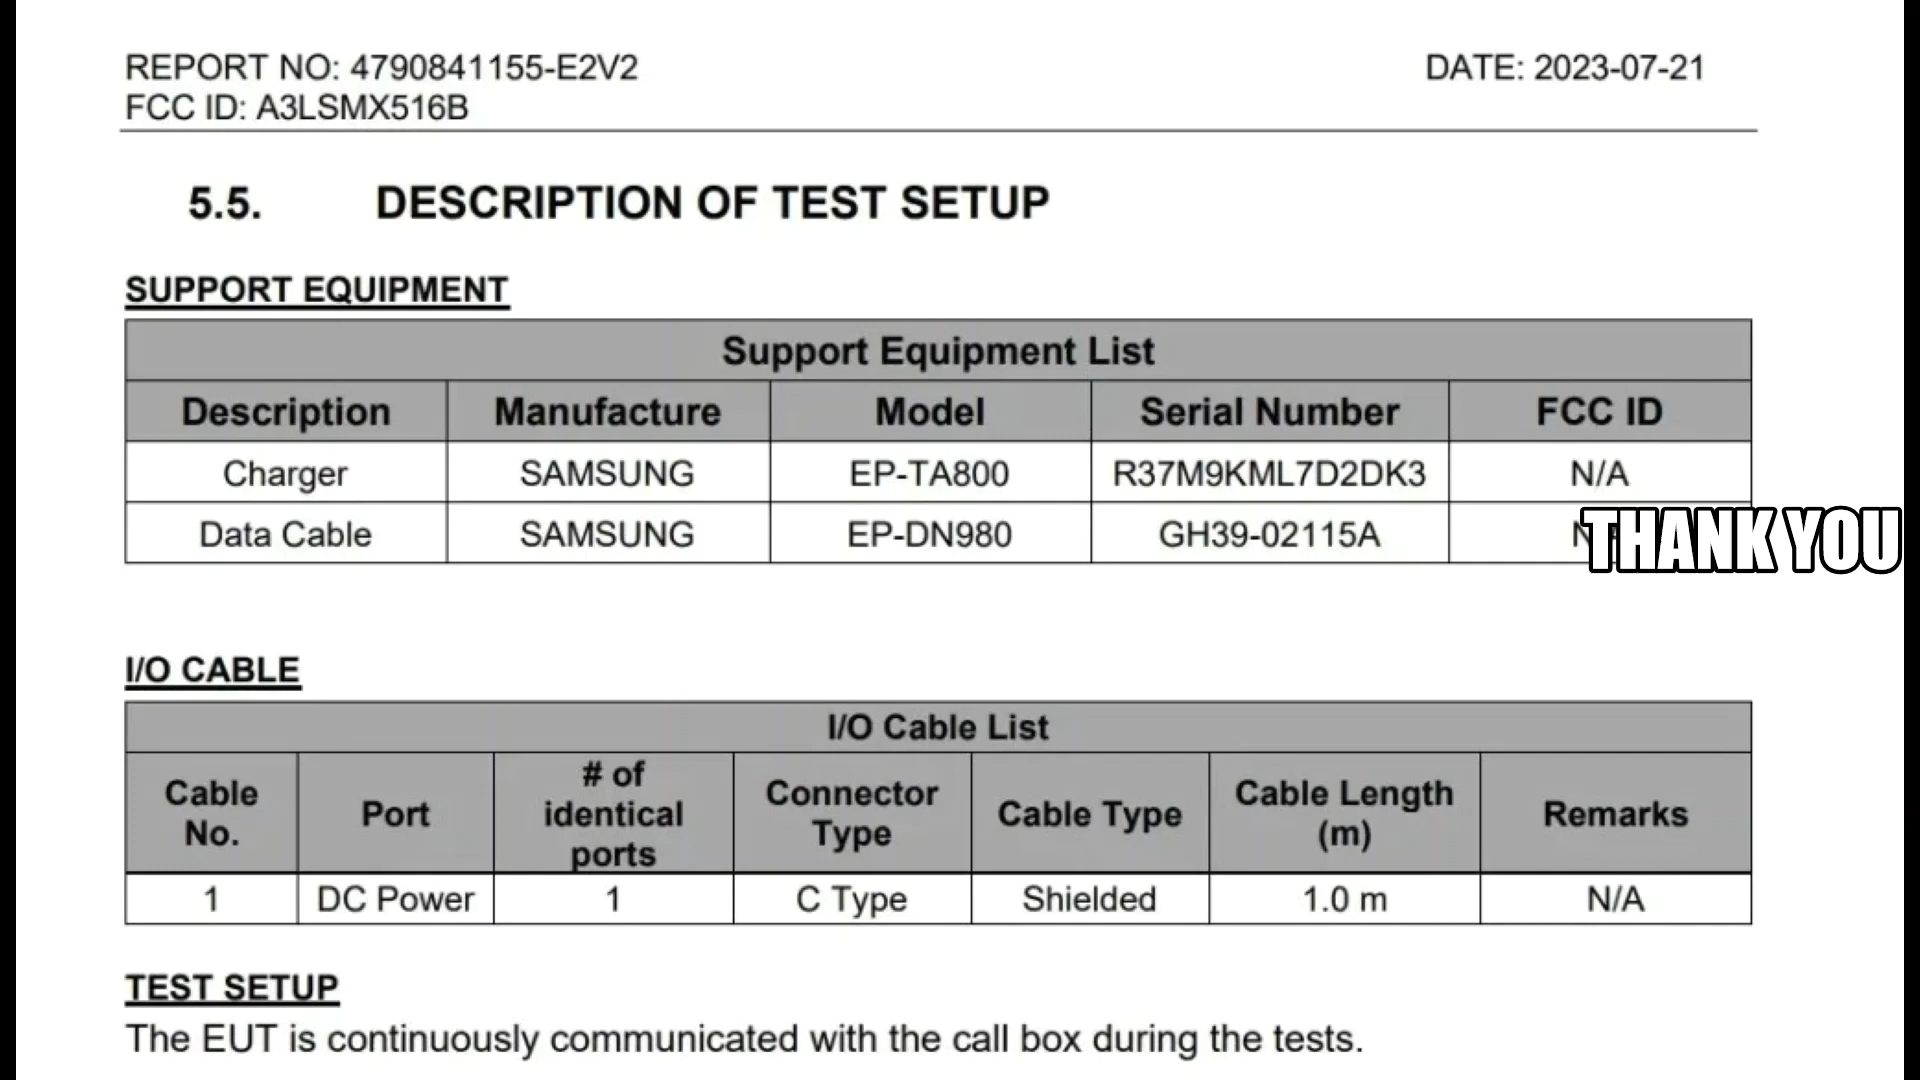 REPORT NO: 4790841155-E2V2 DATE: 2023-07-21
FCC ID: A3LSMX516B
5.5. DESCRIPTION OF TEST SETUP
SUPPORT EQUIPMENT
Support Equipment List
Description Manufacture Model Serial Number FCC ID
Charger SAMSUNG EP-TA800 R37M9KML7D2DK3 N/A
Data Cable SAMSUNG EP-DN980 GH39-02115A
THANK YOU
I/O CABLE
I/O Cable List
Cable No. Port # of identical ports Connector Type Cable Type Cable Length (m) Remarks
1 DC Power 1 C Type Shielded 1.0 m N/A
TEST SETUP
The EUT is continuously communicated with the call box during the tests.